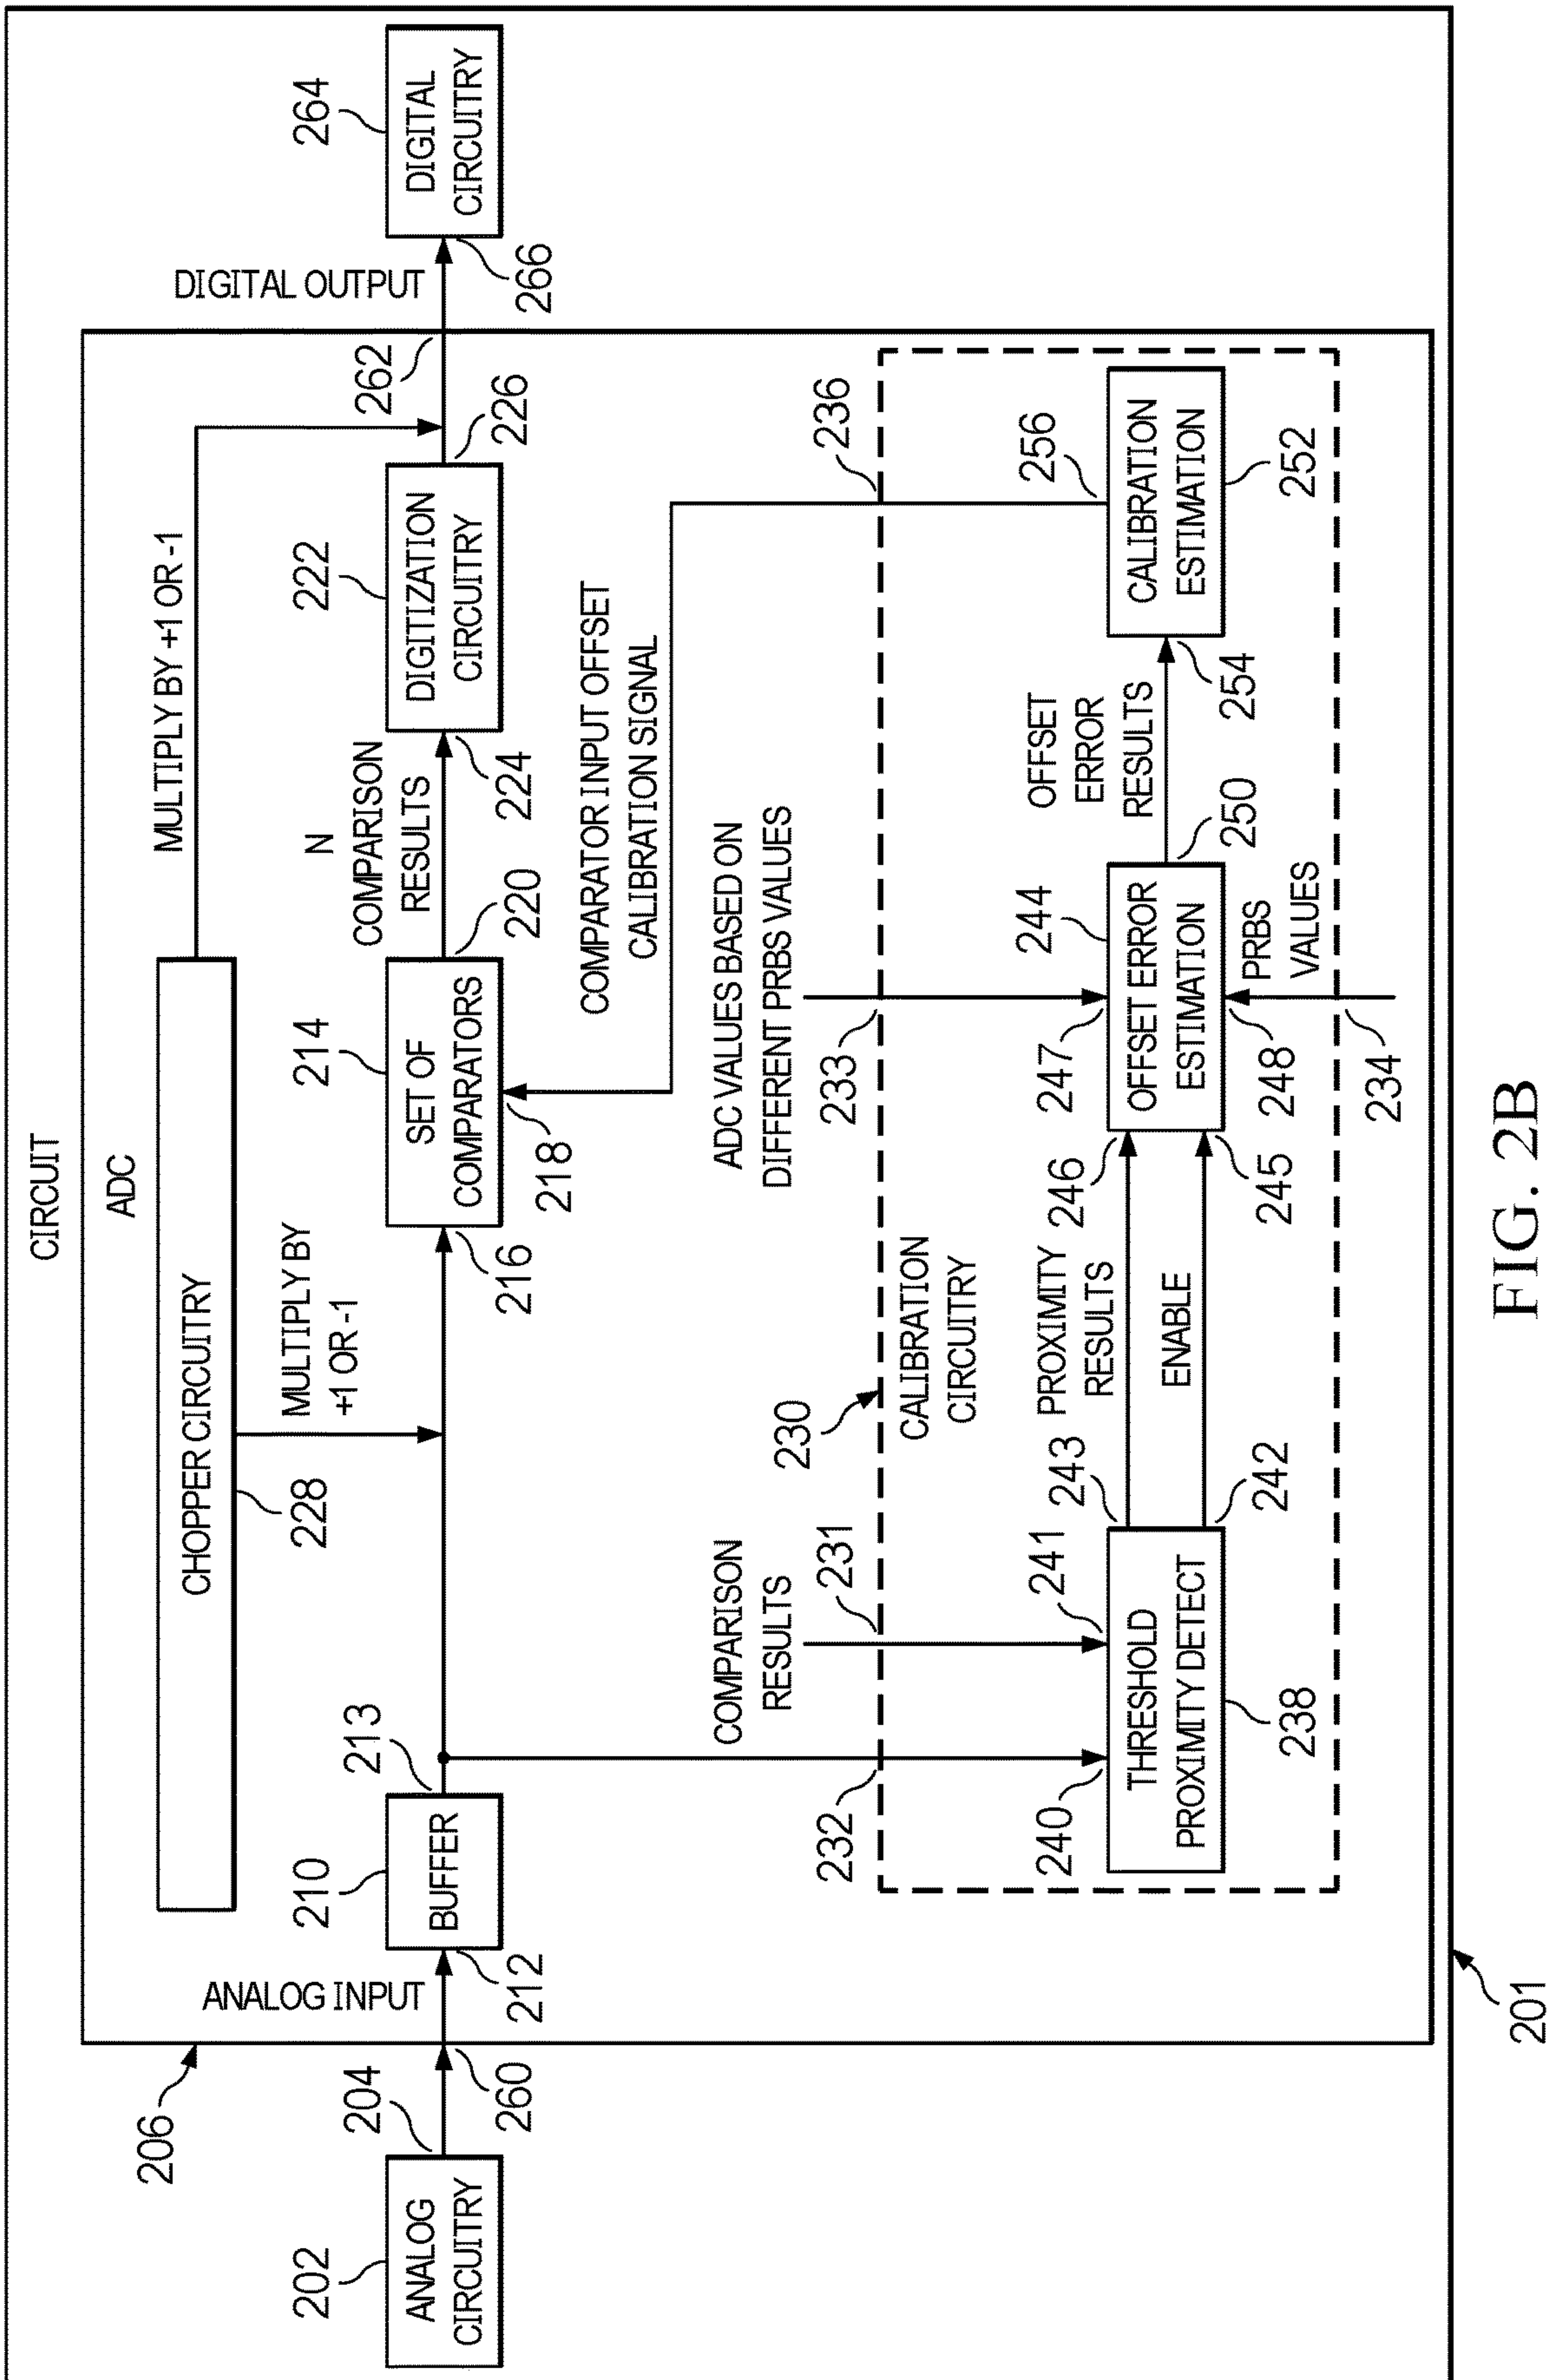 CIRCUIT
ADC
206
CHOPPER CIRCUITRY
228
MULTIPLY BY
+1 OR -1
MULTIPLY BY +1 OR -1
202
ANALOG
CIRCUITRY
204
260
ANALOG INPUT
212
210
BUFFER
213
216
214
SET OF
COMPARATORS
218
220
N
COMPARISON
RESULTS
224
222
DIGITIZATION
CIRCUITRY
226
262
DIGITAL OUTPUT
266
264
DIGITAL
CIRCUITRY
COMPARATOR INPUT OFFSET
CALIBRATION SIGNAL
236
COMPARISON
RESULTS
231
232
230
CALIBRATION
CIRCUITRY
ADC VALUES BASED ON
DIFFERENT PRBS VALUES
233
240
241
THRESHOLD
PROXIMITY DETECT
238
243
242
PROXIMITY
RESULTS
ENABLE
246
245
247
244
OFFSET ERROR
ESTIMATION
248
PRBS
VALUES
234
250
OFFSET
ERROR
RESULTS
254
256
CALIBRATION
ESTIMATION
252
201
FIG. 2B